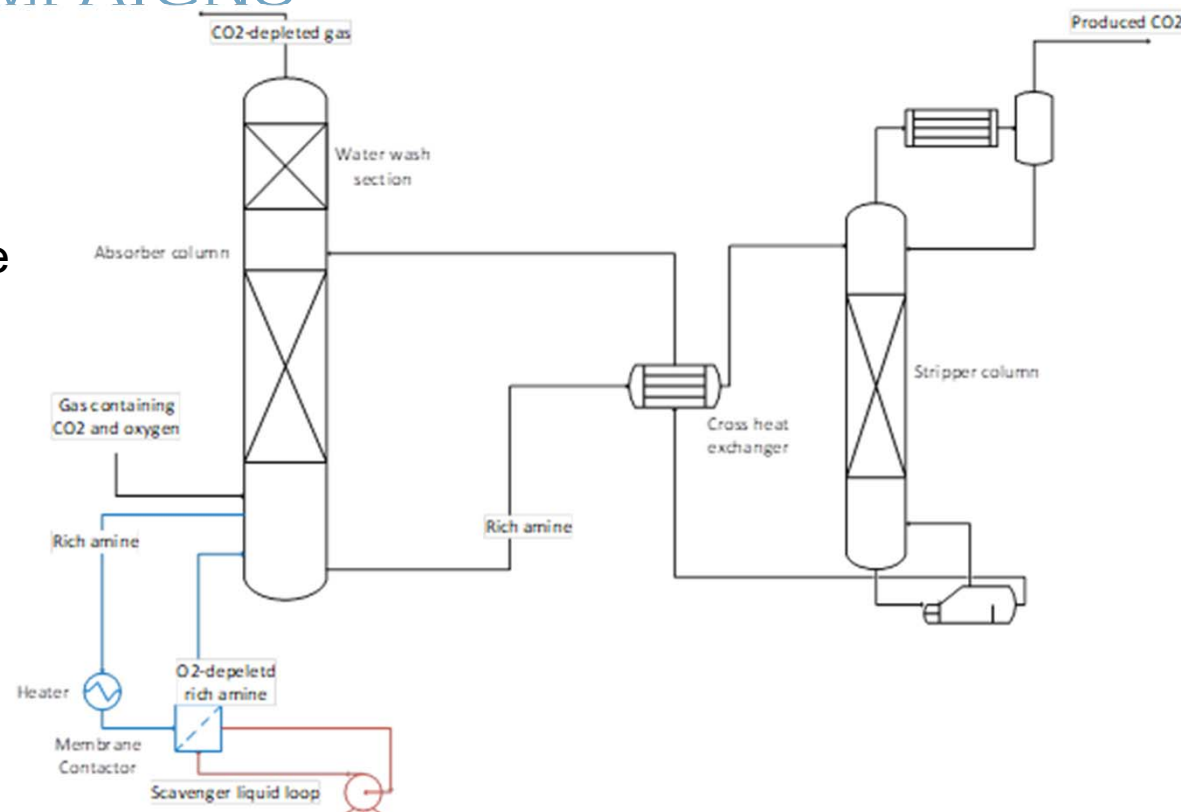 CO2-depleted gas
Produced CO2
Water wash
section
e
Absorber column
Stripper column
Gas containing
CO2 and oxygen
Cross heat
exchanger
Rich amine
Rich amine
O2-depeletd
rich amine
Heater
Membrane
Contactor
Scavenger liquid loop